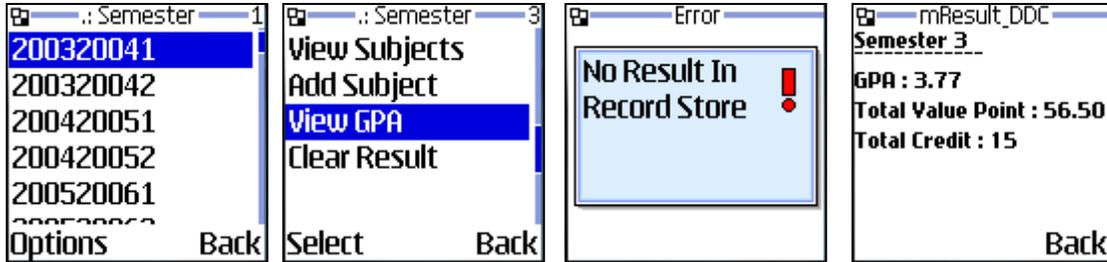 .: Semester 1
200320041
200320042
200420051
200420052
200520061
Options Back
.: Semester 3
View Subjects
Add Subject
View GPA
Clear Result
Select Back
Error
No Result In
Record Store
mResult_DDC
Semester 3
GPA : 3.77
Total Value Point : 56.50
Total Credit : 15
Back